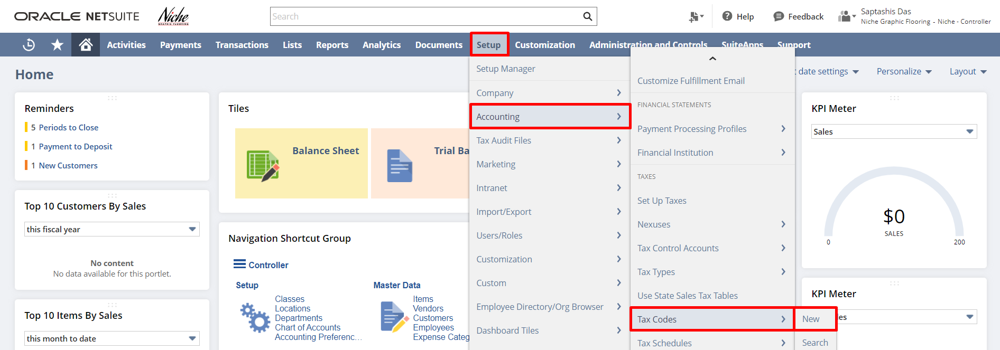 ORACLE NETSUITE
Niche
GRAPHIC FLOORING
Search
Help
Feedback
Saptashis Das
Niche Graphic Flooring - Niche - Controller
Activities
Payments
Transactions
Lists
Reports
Analytics
Documents
Setup
Customization
Administration and Controls
SuiteApps
Support
Home
date settings
Personalize
Layout
Reminders
5 Periods to Close
1 Payment to Deposit
1 New Customers
Top 10 Customers By Sales
this fiscal year
No content
No data available for this portlet.
Top 10 Items By Sales
this month to date
Tiles
Balance Sheet
Trial Ba
Navigation Shortcut Group
Controller
Setup
Classes
Locations
Departments
Chart of Accounts
Accounting Preferenc...
Master Data
Items
Vendors
Customers
Employees
Expense Categ
Setup Manager
Company
Accounting
Tax Audit Files
Marketing
Intranet
Import/Export
Users/Roles
Customization
Custom
Employee Directory/Org Browser
Dashboard Tiles
Customize Fulfillment Email
FINANCIAL STATEMENTS
Payment Processing Profiles
Financial Institution
TAXES
Set Up Taxes
Nexuses
Tax Control Accounts
Tax Types
Use State Sales Tax Tables
Tax Codes
Tax Schedules
New
Search
KPI Meter
Sales
$0
SALES
0
200
KPI Meter
es